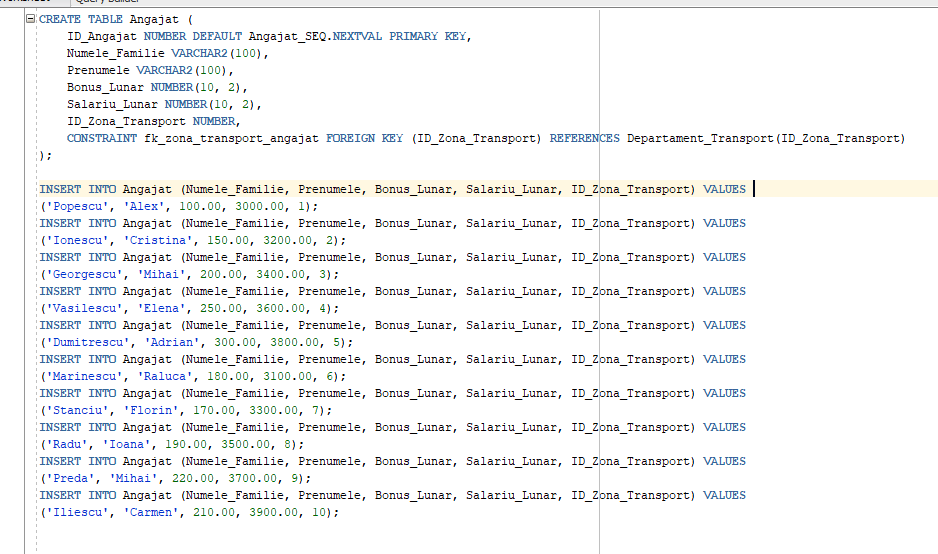 Query Builder
CREATE TABLE Angajat (
ID_Angajat NUMBER DEFAULT Angajat_SEQ.NEXTVAL PRIMARY KEY,
Numele_Familie VARCHAR2(100),
Prenumele VARCHAR2(100),
Bonus_Lunar NUMBER(10, 2),
Salariu_Lunar NUMBER(10, 2),
ID_Zona_Transport NUMBER,
CONSTRAINT fk_zona_transport_angajat FOREIGN KEY (ID_Zona_Transport) REFERENCES Departament_Transport(ID_Zona_Transport)
);
INSERT INTO Angajat (Numele_Familie, Prenumele, Bonus_Lunar, Salariu_Lunar, ID_Zona_Transport) VALUES
('Popescu', 'Alex', 100.00, 3000.00, 1);
INSERT INTO Angajat (Numele_Familie, Prenumele, Bonus_Lunar, Salariu_Lunar, ID_Zona_Transport) VALUES
('Ionescu', 'Cristina', 150.00, 3200.00, 2);
INSERT INTO Angajat (Numele_Familie, Prenumele, Bonus_Lunar, Salariu_Lunar, ID_Zona_Transport) VALUES
('Georgescu', 'Mihai', 200.00, 3400.00, 3);
INSERT INTO Angajat (Numele_Familie, Prenumele, Bonus_Lunar, Salariu_Lunar, ID_Zona_Transport) VALUES
('Vasilescu', 'Elena', 250.00, 3600.00, 4);
INSERT INTO Angajat (Numele_Familie, Prenumele, Bonus_Lunar, Salariu_Lunar, ID_Zona_Transport) VALUES
('Dumitrescu', 'Adrian', 300.00, 3800.00, 5);
INSERT INTO Angajat (Numele_Familie, Prenumele, Bonus_Lunar, Salariu_Lunar, ID_Zona_Transport) VALUES
('Marinescu', 'Raluca', 180.00, 3100.00, 6);
INSERT INTO Angajat (Numele_Familie, Prenumele, Bonus_Lunar, Salariu_Lunar, ID_Zona_Transport) VALUES
('Stanciu', 'Florin', 170.00, 3300.00, 7);
INSERT INTO Angajat (Numele_Familie, Prenumele, Bonus_Lunar, Salariu_Lunar, ID_Zona_Transport) VALUES
('Radu', 'Ioana', 190.00, 3500.00, 8);
INSERT INTO Angajat (Numele_Familie, Prenumele, Bonus_Lunar, Salariu_Lunar, ID_Zona_Transport) VALUES
('Preda', 'Mihai', 220.00, 3700.00, 9);
INSERT INTO Angajat (Numele_Familie, Prenumele, Bonus_Lunar, Salariu_Lunar, ID_Zona_Transport) VALUES
('Iliescu', 'Carmen', 210.00, 3900.00, 10);